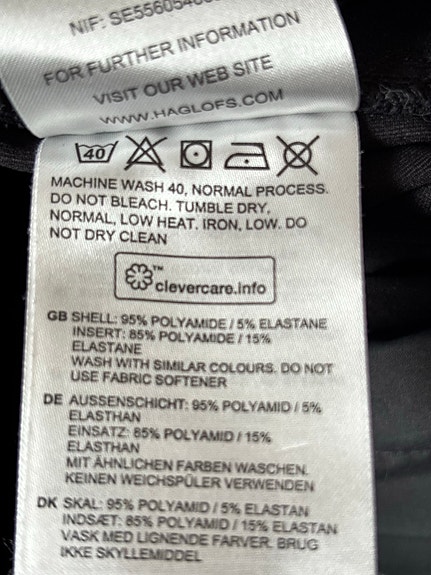 NIF: SE556054
FOR FURTHER INFORMATION
VISIT OUR WEB SITE
WWW.HAGLOFS.COM
40
MACHINE WASH 40, NORMAL PROCESS.
DO NOT BLEACH. TUMBLE DRY,
NORMAL, LOW HEAT. IRON, LOW. DO
NOT DRY CLEAN
™
clevercare.info
GB SHELL: 95% POLYAMIDE / 5% ELASTANE
INSERT: 85% POLYAMIDE / 15%
ELASTANE
WASH WITH SIMILAR COLOURS. DO NOT
USE FABRIC SOFTENER
DE AUSSENSCHICHT: 95% POLYAMID / 5%
ELASTHAN
EINSATZ: 85% POLYAMID / 15%
ELASTHAN
MIT ÄHNLICHEN FARBEN WASCHEN.
KEINEN WEICHSPÜLER VERWENDEN
DK SKAL: 95% POLYAMID / 5% ELASTAN
INDSÆT: 85% POLYAMID / 15% ELASTAN
VASK MED LIGNENDE FARVER. BRUG
IKKE SKYLLEMIDDEL